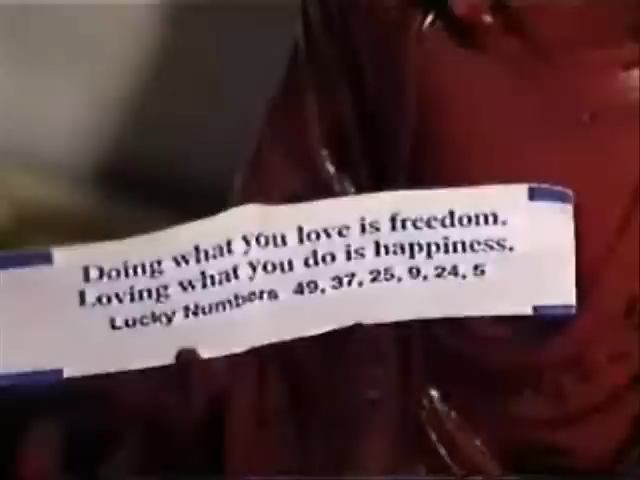 Doing what you love is freedom.
Loving what you do is happiness.
Lucky Numbers 49, 37, 25, 9, 24, 5